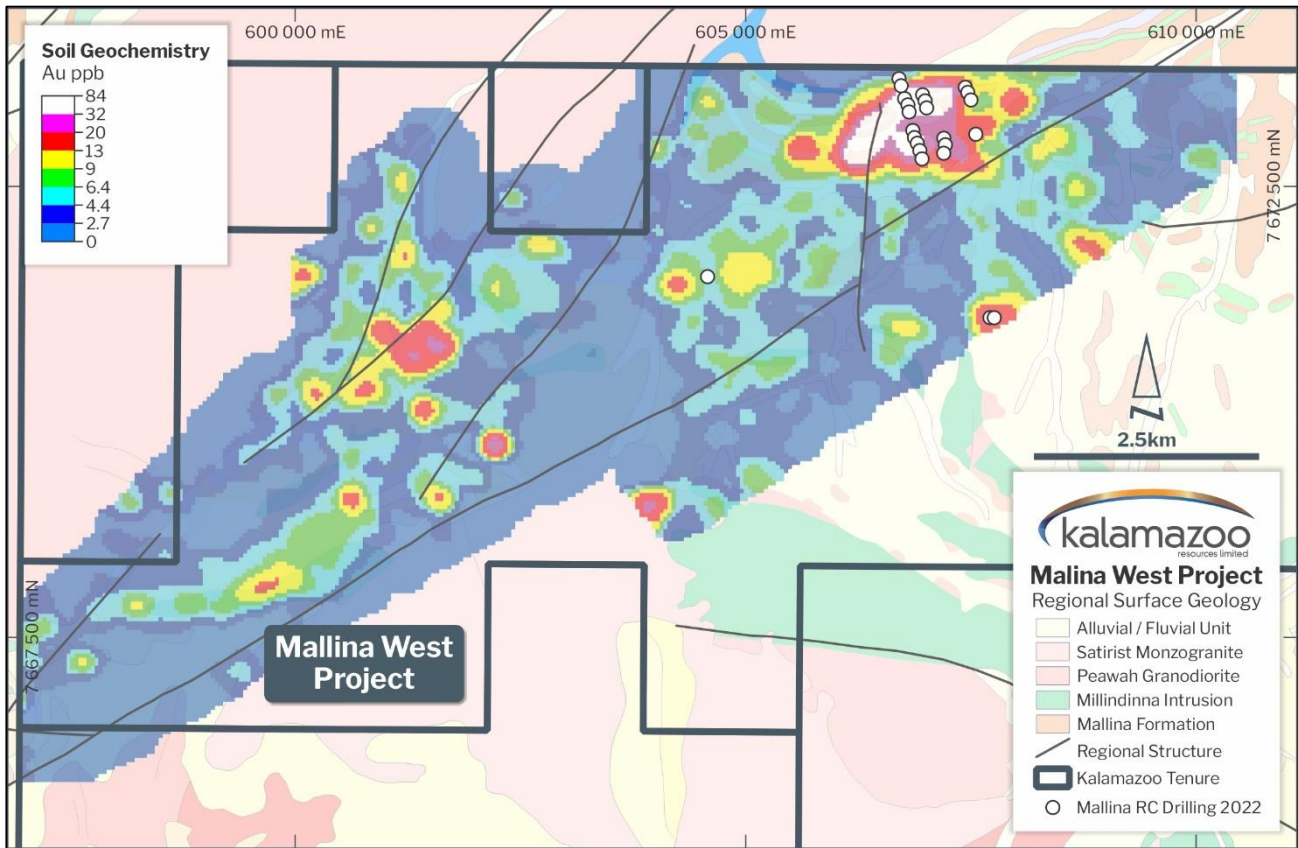 600 000 mE
605 000 mE
610 000 mE
Soil Geochemistry
Au ppb
84
32
20
13
9
6.4
4.4
2.7
0
7 672 500 mN
7 667 500 mN
N
2.5km
Mallina West
Project
kalamazoo
resources limited
Malina West Project
Regional Surface Geology
Alluvial / Fluvial Unit
Satirist Monzogranite
Peawah Granodiorite
Millindinna Intrusion
Mallina Formation
Regional Structure
Kalamazoo Tenure
Mallina RC Drilling 2022